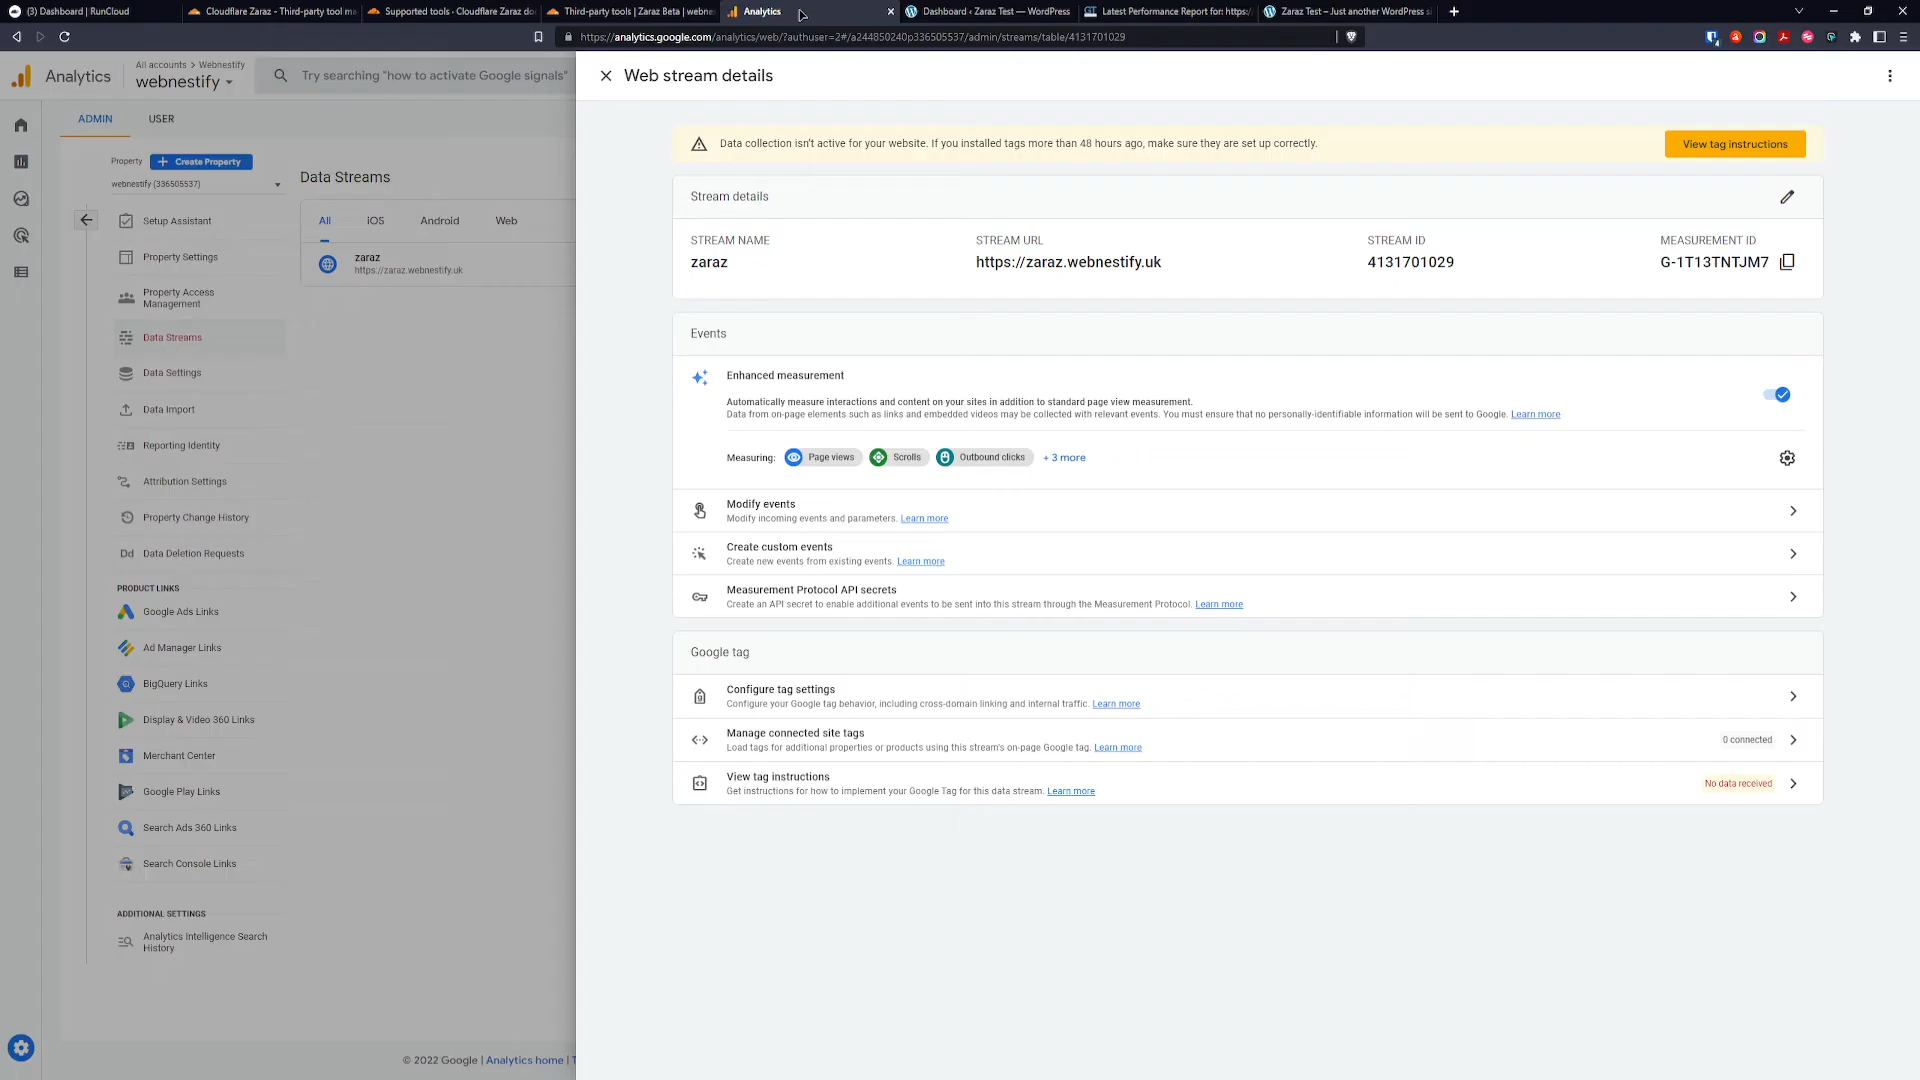 (3) Dashboard | RunCloud
Cloudflare Zaraz - Third-party tool m
Supported tools · Cloudflare Zaraz do
Third-party tools | Zaraz Beta | webnes
Analytics
Dashboard ‹ Zaraz Test — WordPress
Latest Performance Report for: https:/
Zaraz Test – Just another WordPress si
https://analytics.google.com/analytics/web/?authuser=2#/a244850240p336505537/admin/streams/table/4131701029
Analytics
All accounts > Webnestify
webnestify
Try searching "how to activate Google signals"
Web stream details
ADMIN
USER
Property
Create Property
webnestify (336505537)
Setup Assistant
Property Settings
Property Access
Management
Data Streams
Data Settings
Data Import
Reporting Identity
Attribution Settings
Property Change History
Dd Data Deletion Requests
PRODUCT LINKS
Google Ads Links
Ad Manager Links
BigQuery Links
Display & Video 360 Links
Merchant Center
Google Play Links
Search Ads 360 Links
Search Console Links
ADDITIONAL SETTINGS
Analytics Intelligence Search
History
Data Streams
All
iOS
Android
Web
zaraz
https://zaraz.webnestify.uk
© 2022 Google | Analytics home | T
Data collection isn't active for your website. If you installed tags more than 48 hours ago, make sure they are set up correctly.
View tag instructions
Stream details
STREAM NAME
zaraz
STREAM URL
https://zaraz.webnestify.uk
STREAM ID
4131701029
MEASUREMENT ID
G-1T13TNTJM7
Events
Enhanced measurement
Automatically measure interactions and content on your sites in addition to standard page view measurement.
Data from on-page elements such as links and embedded videos may be collected with relevant events. You must ensure that no personally-identifiable information will be sent to Google. Learn more
Measuring:
Page views
Scrolls
Outbound clicks
+ 3 more
Modify events
Modify incoming events and parameters. Learn more
Create custom events
Create new events from existing events. Learn more
Measurement Protocol API secrets
Create an API secret to enable additional events to be sent into this stream through the Measurement Protocol. Learn more
Google tag
Configure tag settings
Configure your Google tag behavior, including cross-domain linking and internal traffic. Learn more
Manage connected site tags
Load tags for additional properties or products using this stream's on-page Google tag. Learn more
0 connected
View tag instructions
Get instructions for how to implement your Google Tag for this data stream. Learn more
No data received